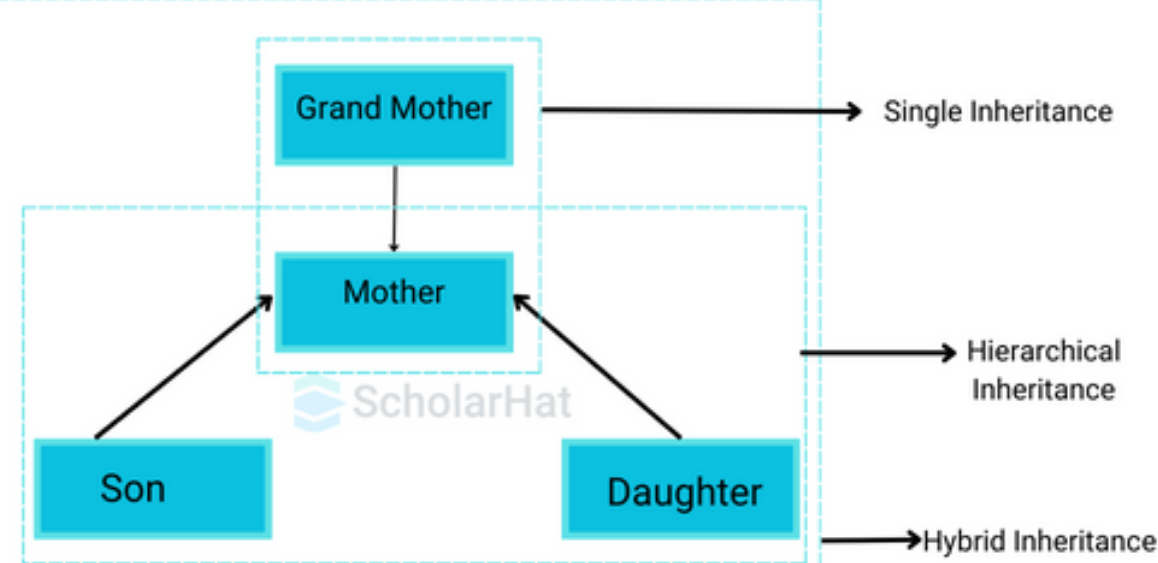 Grand Mother
Single Inheritance
Mother
Hierarchical
Inheritance
ScholarHat
Son
Daughter
Hybrid Inheritance